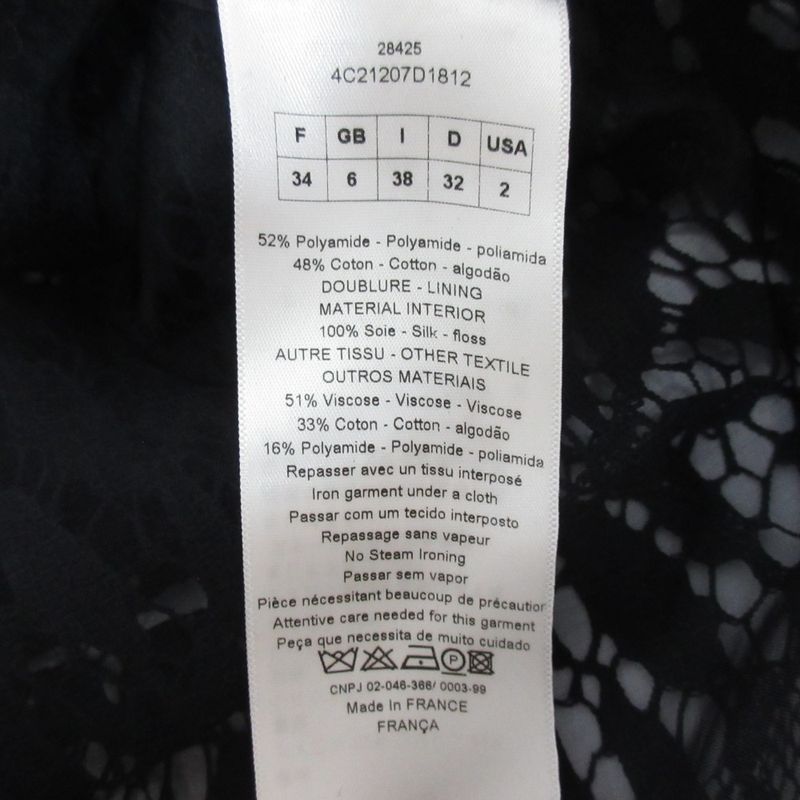 28425
4C21207D1812
F GB I D USA
34 6 38 32 2
52% Polyamide - Polyamide - poliamida
48% Coton - Cotton - algodão
DOUBLURE - LINING
MATERIAL INTERIOR
100% Soie - Silk - floss
AUTRE TISSU - OTHER TEXTILE
OUTROS MATERIAIS
51% Viscose - Viscose - Viscose
33% Coton - Cotton - algodão
16% Polyamide - Polyamide - poliamida
Repasser avec un tissu interposé
Iron garment under a cloth
Passar com um tecido interposto
Repassage sans vapeur
No Steam Ironing
Passar sem vapor
Pièce nécessitant beaucoup de précaution
Attentive care needed for this garment
Peça que necessita de muito cuidado
P
CNPJ 02-046-366/ 0003-99
Made In FRANCE
FRANÇA